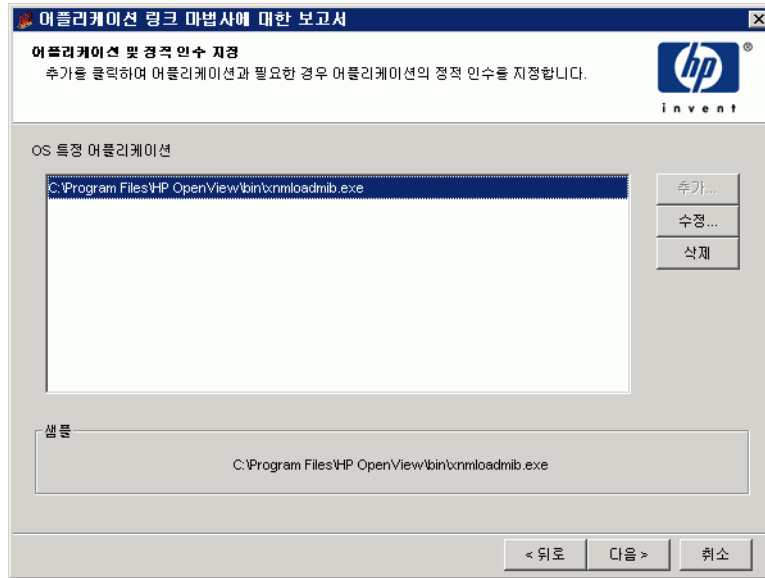 어플리케이션 링크 마법사에 대한 보고서
어플리케이션 및 정적 인수 지정
추가를 클릭하여 어플리케이션과 필요한 경우 어플리케이션의 정적 인수를 지정합니다.
hp
®
invent
OS 특정 어플리케이션
C:\Program Files\HP OpenView\bin\xnmloadmib.exe
추가...
수정...
삭제
샘플
C:\Program Files\HP OpenView\bin\xnmloadmib.exe
< 뒤로
다음 >
취소